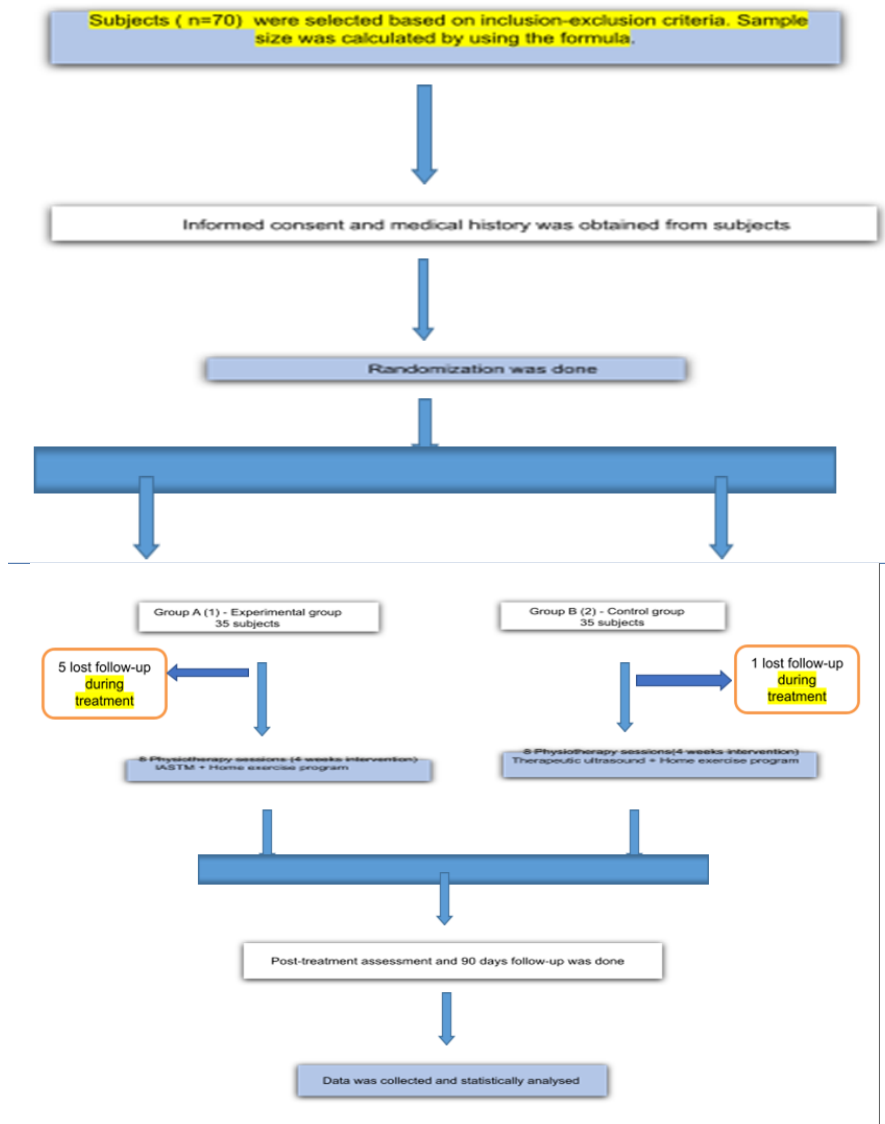 Subjects ( n=70) were selected based on inclusion-exclusion criteria. Sample
size was calculated by using the formula.
Informed consent and medical history was obtained from subjects
Randomization was done
Group A (1) - Experimental group
35 subjects
Group B (2) - Control group
35 subjects
5 lost follow-up
during
treatment
1 lost follow-up
during
treatment
8 Physiotherapy sessions (4 weeks intervention)
IASTM + Home exercise program
8 Physiotherapy sessions(4 weeks intervention)
Therapeutic ultrasound + Home exercise program
Post-treatment assessment and 90 days follow-up was done
Data was collected and statistically analysed